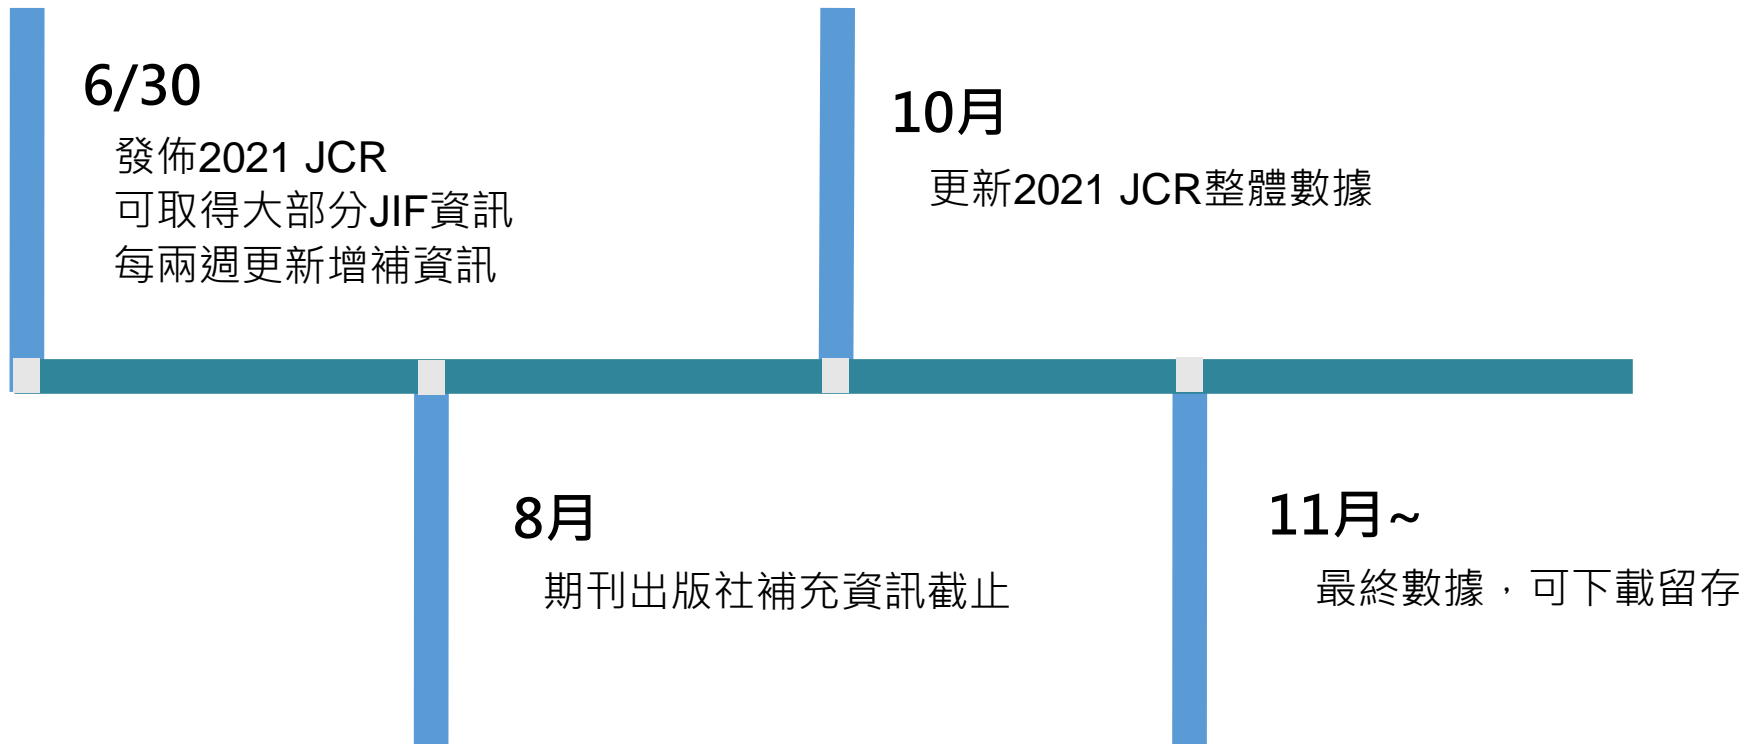 6/30
發佈2021 JCR
可取得大部分JIF資訊
每兩週更新增補資訊
8月
期刊出版社補充資訊截止
10月
更新2021 JCR整體數據
11月~
最終數據，可下載留存